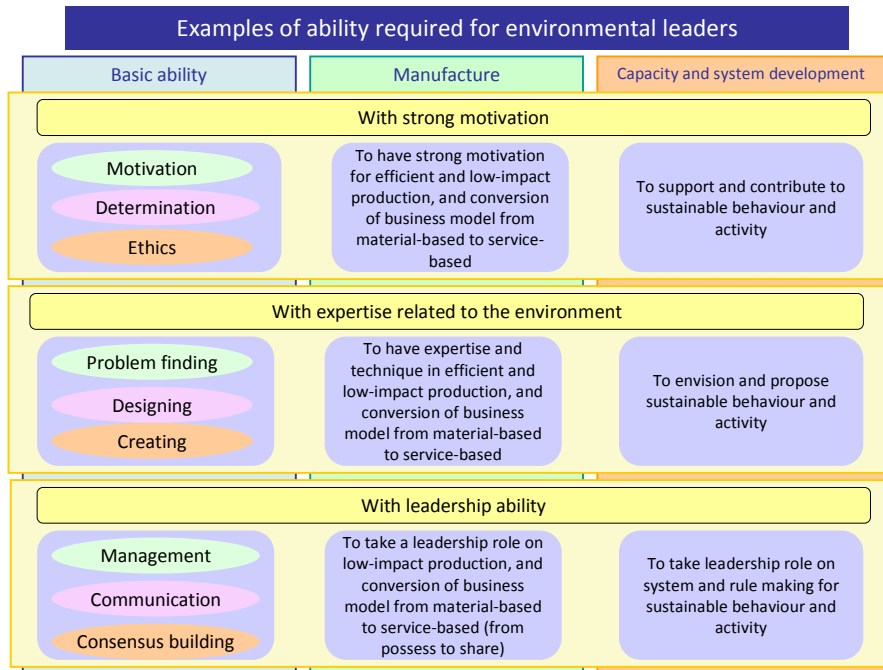 Examples of ability required for environmental leaders
Basic ability
Manufacture
Capacity and system development
With strong motivation
Motivation
Determination
Ethics
To have strong motivation
for efficient and low-impact
production, and conversion
of business model from
material-based to service-
based
To support and contribute to
sustainable behaviour and
activity
With expertise related to the environment
Problem finding
Designing
Creating
To have expertise and
technique in efficient and
low-impact production, and
conversion of business
model from material-based
to service-based
To envision and propose
sustainable behaviour and
activity
With leadership ability
Management
Communication
Consensus building
To take a leadership role on
low-impact production, and
conversion of business
model from material-based
to service-based (from
possess to share)
To take leadership role on
system and rule making for
sustainable behaviour and
activity